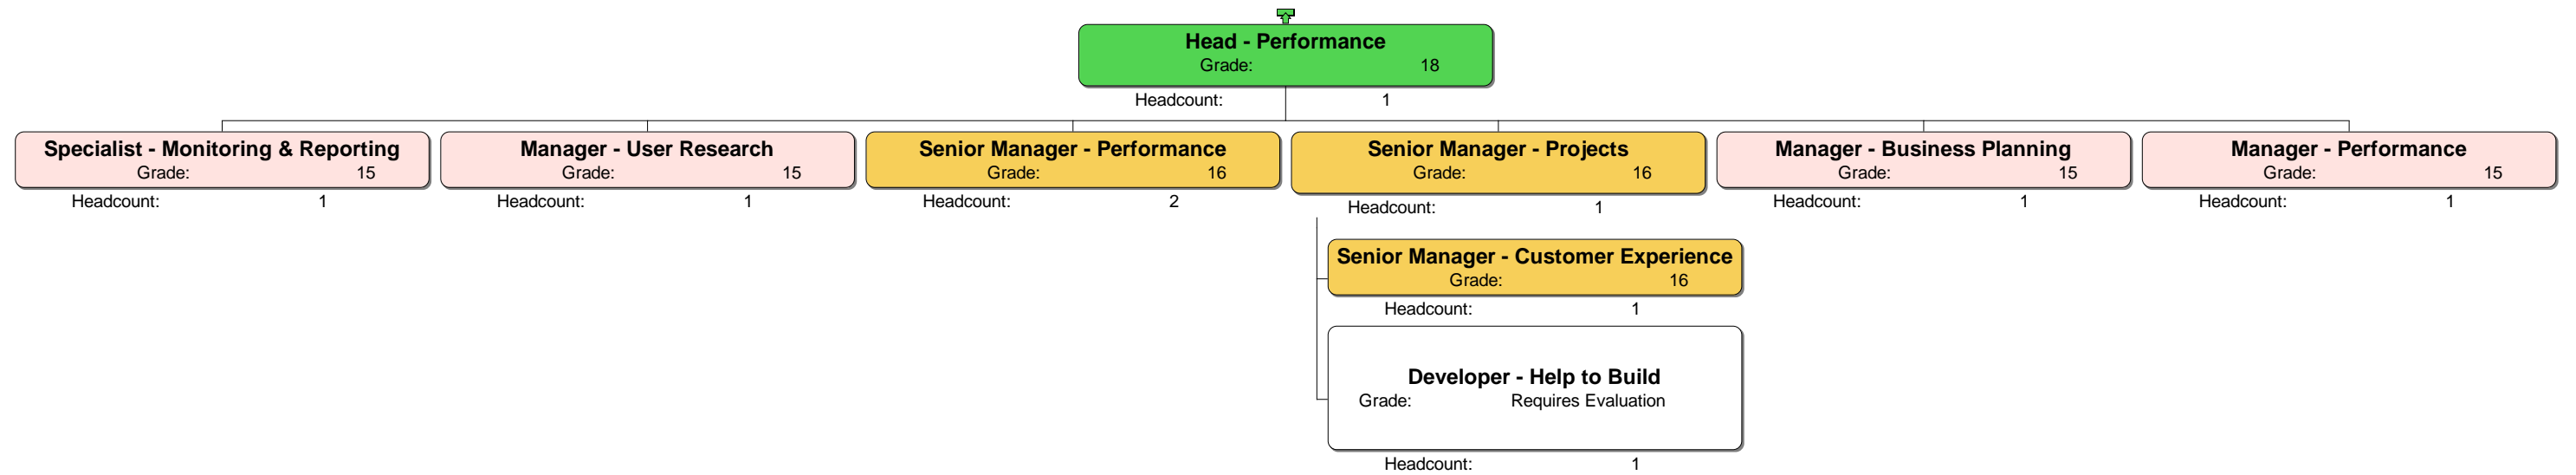 Head - Performance
Grade: 18
Headcount: 1
Specialist - Monitoring & Reporting
Grade: 15
Headcount: 1
Manager - User Research
Grade: 15
Headcount: 1
Senior Manager - Performance
Grade: 16
Headcount: 2
Senior Manager - Projects
Grade: 16
Headcount: 1
Senior Manager - Customer Experience
Grade: 16
Headcount: 1
Developer - Help to Build
Grade: Requires Evaluation
Headcount: 1
Manager - Business Planning
Grade: 15
Headcount: 1
Manager - Performance
Grade: 15
Headcount: 1